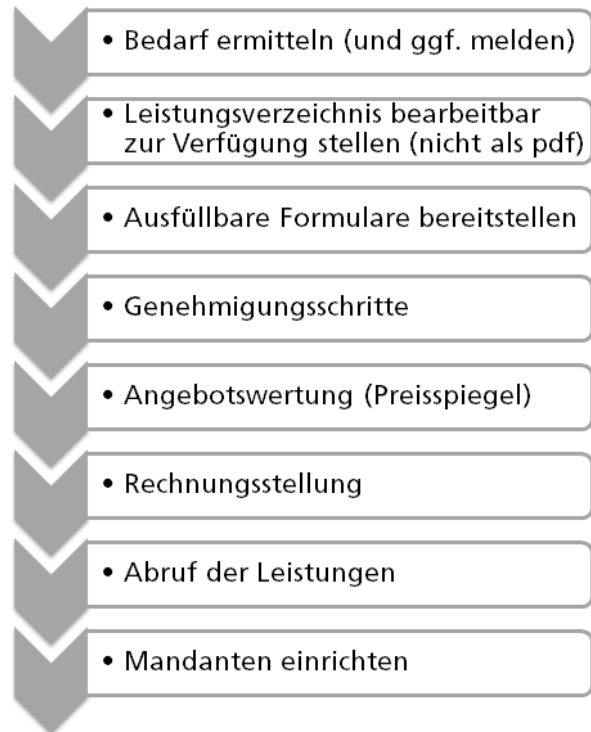 • Bedarf ermitteln (und ggf. melden)
• Leistungsverzeichnis bearbeitbar
zur Verfügung stellen (nicht als pdf)
• Ausfüllbare Formulare bereitstellen
• Genehmigungsschritte
• Angebotswertung (Preisspiegel)
• Rechnungsstellung
• Abruf der Leistungen
• Mandanten einrichten